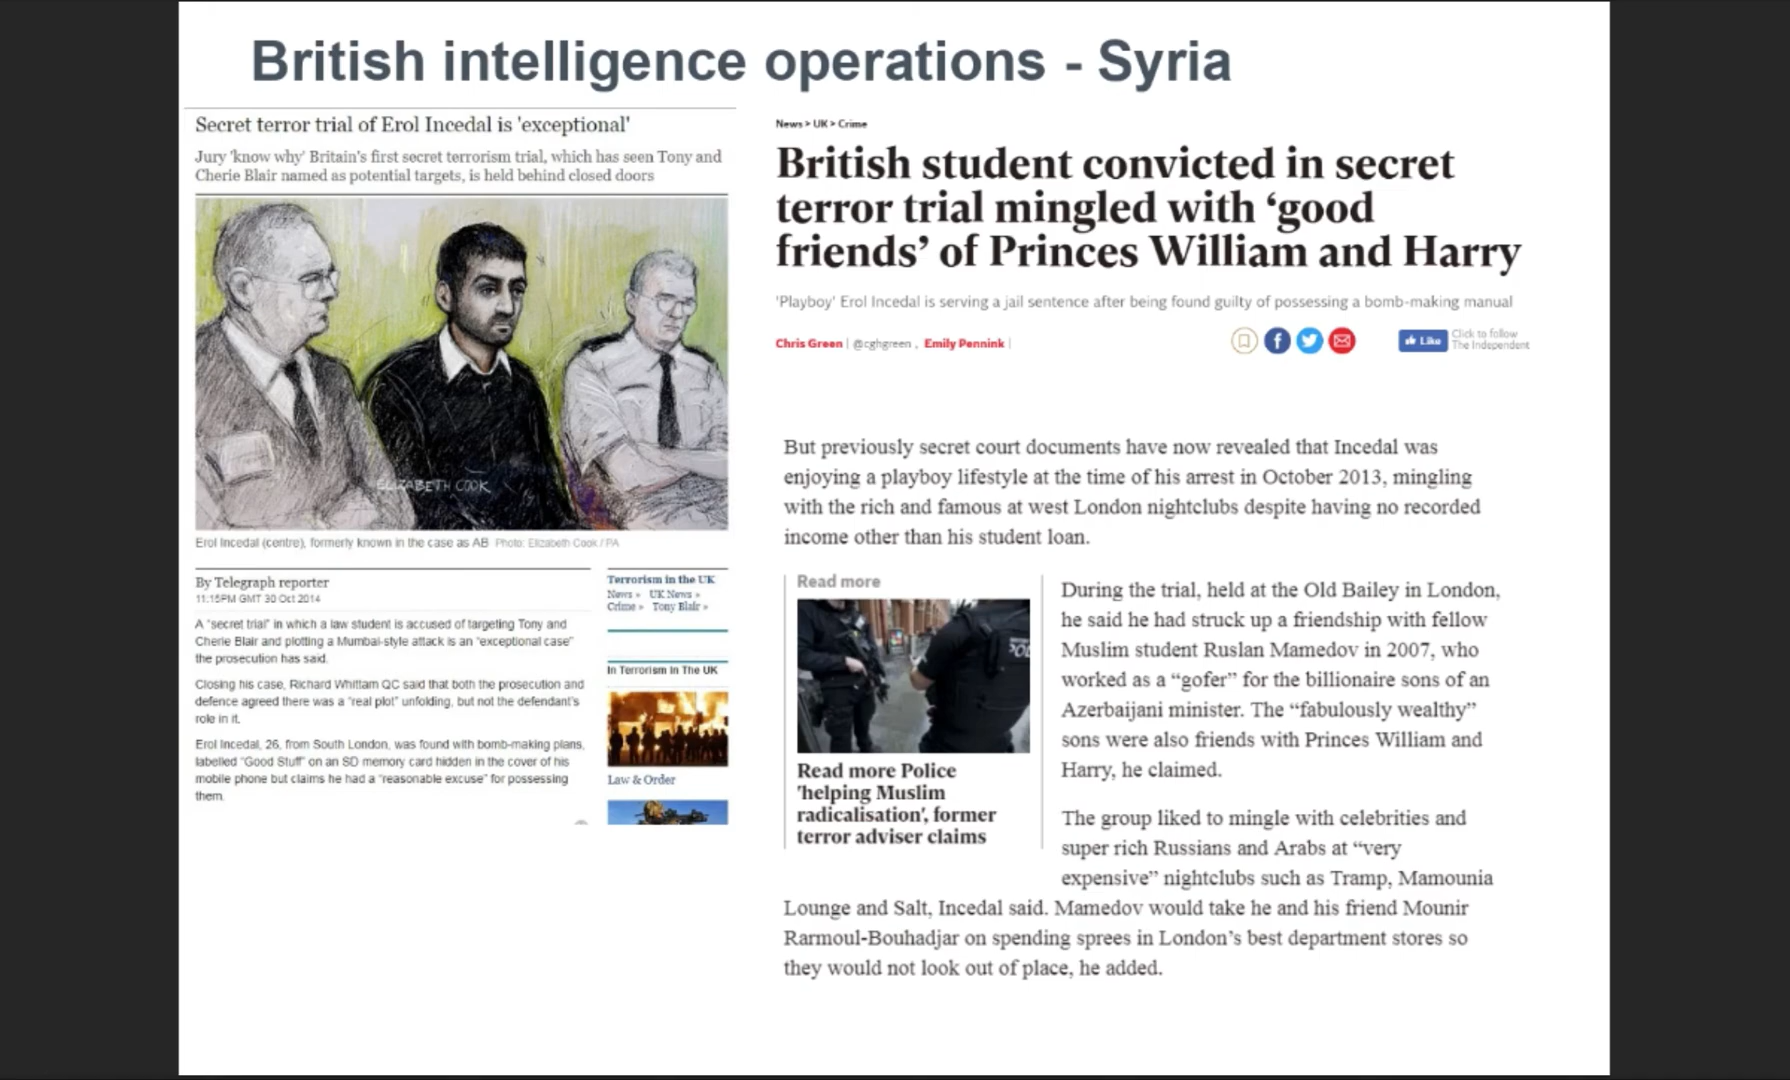 British intelligence operations - Syria
Secret terror trial of Erol Incedal is 'exceptional'
Jury 'know why' Britain's first secret terrorism trial, which has seen Tony and
Cherie Blair named as potential targets, is held behind closed doors
ELIZABETH COOK
Erol Incedal (centre), formerly known in the case as AB Photo: Elizabeth Cook / PA
By Telegraph reporter
11:15PM GMT 30 Oct 2014
A "secret trial" in which a law student is accused of targeting Tony and
Cherie Blair and plotting a Mumbai-style attack is an "exceptional case"
the prosecution has said.
Closing his case, Richard Whittam QC said that both the prosecution and
defence agreed there was a "real plot" unfolding, but not the defendant's
role in it.
Erol Incedal, 26, from South London, was found with bomb-making plans,
labelled "Good Stuff" on an SD memory card hidden in the cover of his
mobile phone but claims he had a "reasonable excuse" for possessing
them.
Terrorism in the UK
News » UK News »
Crime » Tony Blair »
In Terrorism In The UK
Law & Order
News > UK > Crime
British student convicted in secret
terror trial mingled with ‘good
friends’ of Princes William and Harry
'Playboy' Erol Incedal is serving a jail sentence after being found guilty of possessing a bomb-making manual
Chris Green | @cghgreen , Emily Pennink |
Like
Click to follow
The Independent
But previously secret court documents have now revealed that Incedal was
enjoying a playboy lifestyle at the time of his arrest in October 2013, mingling
with the rich and famous at west London nightclubs despite having no recorded
income other than his student loan.
Read more
POL
Read more Police
'helping Muslim
radicalisation', former
terror adviser claims
During the trial, held at the Old Bailey in London,
he said he had struck up a friendship with fellow
Muslim student Ruslan Mamedov in 2007, who
worked as a “gofer” for the billionaire sons of an
Azerbaijani minister. The “fabulously wealthy”
sons were also friends with Princes William and
Harry, he claimed.
The group liked to mingle with celebrities and
super rich Russians and Arabs at “very
expensive” nightclubs such as Tramp, Mamounia
Lounge and Salt, Incedal said. Mamedov would take he and his friend Mounir
Rarmoul-Bouhadjar on spending sprees in London’s best department stores so
they would not look out of place, he added.